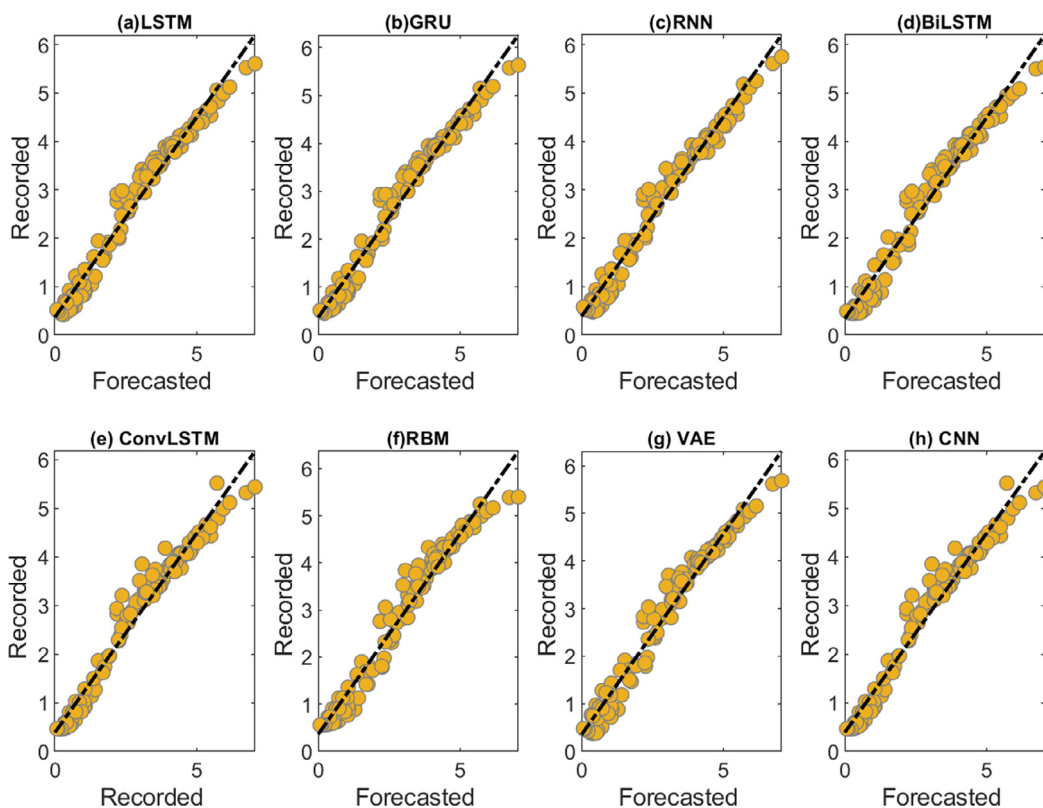 (a)LSTM (b)GRU (c)RNN (d)BiLSTM
6 6 6 6
5 5 5 5
4 4 4 4
3 3 3 3
2 2 2 2
1 1 1 1
0 0 0 0
Recorded Recorded Recorded Recorded
0 5 0 5 0 5 0 5
Forecasted Forecasted Forecasted Forecasted
(e) ConvLSTM (f)RBM (g) VAE (h) CNN
6 6 6 6
5 5 5 5
4 4 4 4
3 3 3 3
2 2 2 2
1 1 1 1
0 0 0 0
Recorded Recorded Recorded Recorded
0 5 0 5 0 5 0 5
Recorded Forecasted Forecasted Forecasted